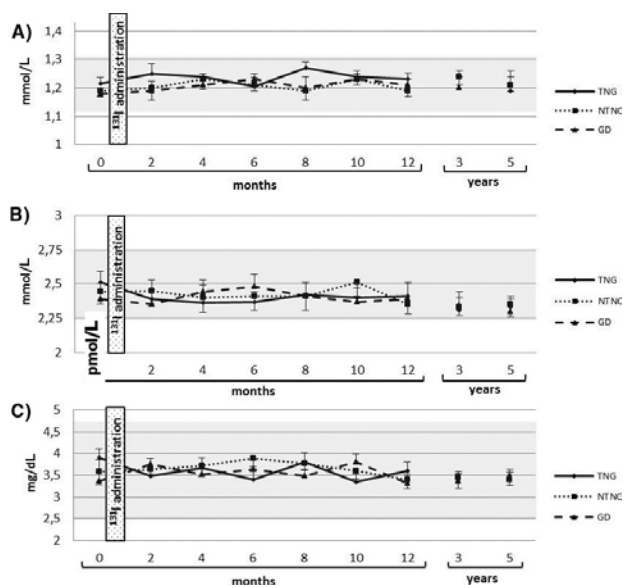 A)
mmol/L
1,4
1,3
1,2
1,1
1
131I administration
0 2 4 6 8 10 12 3 5
months years
TNG
NTNG
GD
B)
mmol/L
3
2,75
2,5
2,25
2
131I administration
pmol/L
0 2 4 6 8 10 12 3 5
months years
TNG
NTNG
GD
C)
mg/dL
5
4,5
4
3,5
3
2,5
2
131I administration
0 2 4 6 8 10 12 3 5
months years
TNG
NTNG
GD